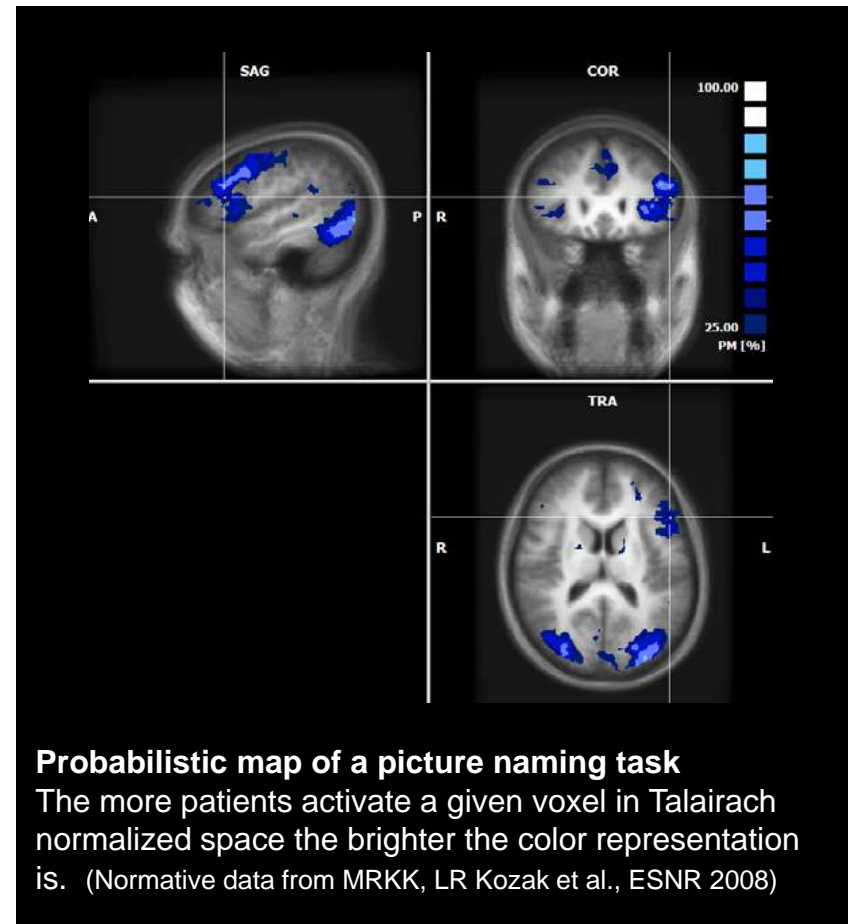 SAG
COR
100.00
A
P
R
25.00
PM [%]
TRA
R
L
Probabilistic map of a picture naming task
The more patients activate a given voxel in Talairach
normalized space the brighter the color representation
is. (Normative data from MRKK, LR Kozak et al., ESNR 2008)